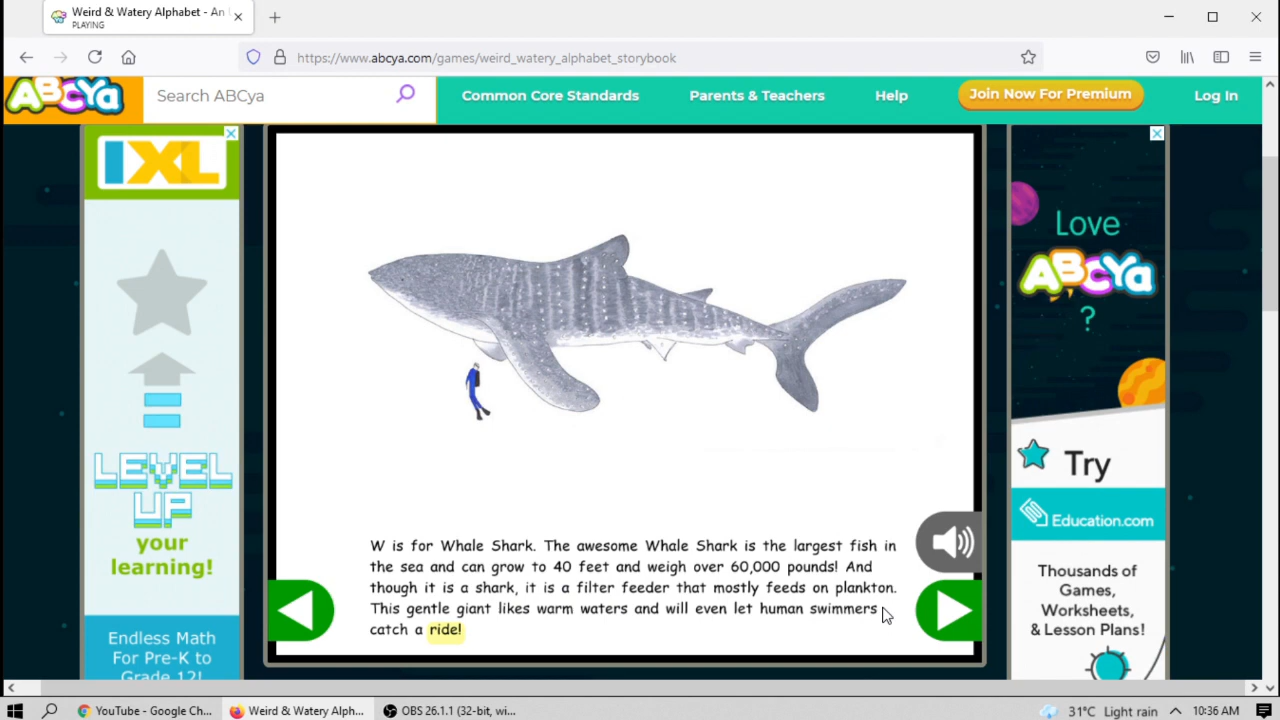 Weird & Watery Alphabet - An
PLAYING
https://www.abcya.com/games/weird_watery_alphabet_storybook
ABCYa
Search ABCya
Common Core Standards
Parents & Teachers
Help
Join Now For Premium
Log In
IXL
LEVEL
UP
your
learning!
Endless Math
For Pre-K to
Grade 12!
W is for Whale Shark. The awesome Whale Shark is the largest fish in
the sea and can grow to 40 feet and weigh over 60,000 pounds! And
though it is a shark, it is a filter feeder that mostly feeds on plankton.
This gentle giant likes warm waters and will even let human swimmers
catch a ride!
Love
ABCYa
?
Try
Education.com
Thousands of
Games,
Worksheets,
& Lesson Plans!
YouTube - Google Ch...
Weird & Watery Alph...
OBS 26.1.1 (32-bit, wi...
31°C Light rain
10:36 AM